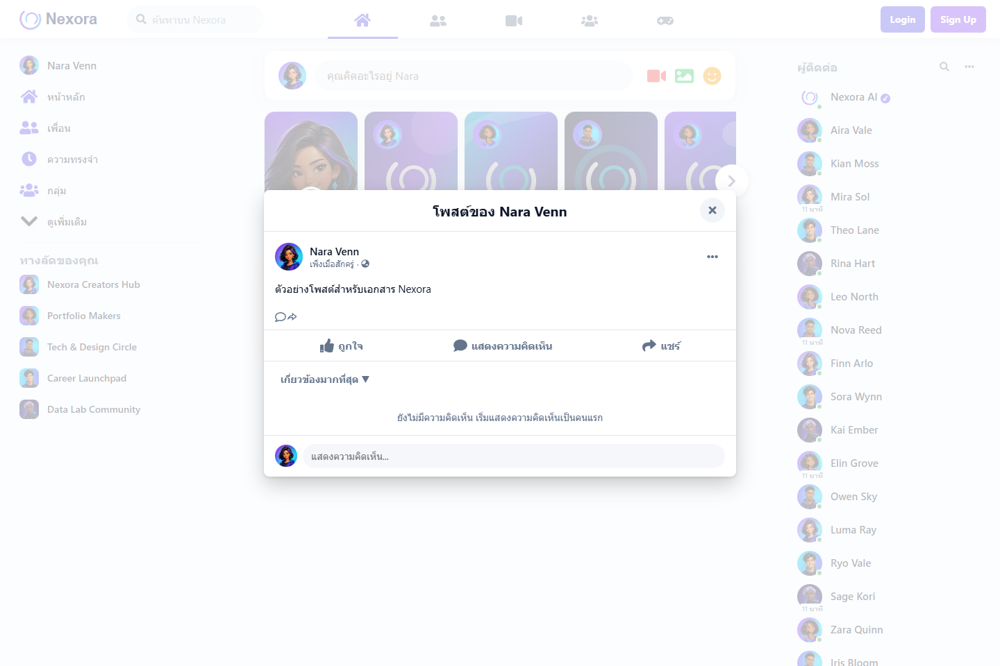 Nexora
ค้นหาบน Nexora
Login
Sign Up
Nara Venn
หน้าหลัก
เพื่อน
ความทรงจำ
กลุ่ม
ดูเพิ่มเติม
ทางลัดของคุณ
Nexora Creators Hub
Portfolio Makers
Tech & Design Circle
Career Launchpad
Data Lab Community
คุณคิดอะไรอยู่ Nara
โพสต์ของ Nara Venn
Nara Venn
เพิ่งเมื่อสักครู่ ·
ตัวอย่างโพสต์สำหรับเอกสาร Nexora
ถูกใจ
แสดงความคิดเห็น
แชร์
เกี่ยวข้องมากที่สุด ▼
ยังไม่มีความคิดเห็น เริ่มแสดงความคิดเห็นเป็นคนแรก
แสดงความคิดเห็น...
ผู้ติดต่อ
Nexora AI
Aira Vale
Kian Moss
Mira Sol
11 นาที
Theo Lane
Rina Hart
Leo North
Nova Reed
11 นาที
Finn Arlo
Sora Wynn
Kai Ember
Elin Grove
11 นาที
Owen Sky
Luma Ray
Ryo Vale
Sage Kori
11 นาที
Zara Quinn
Iris Bloom